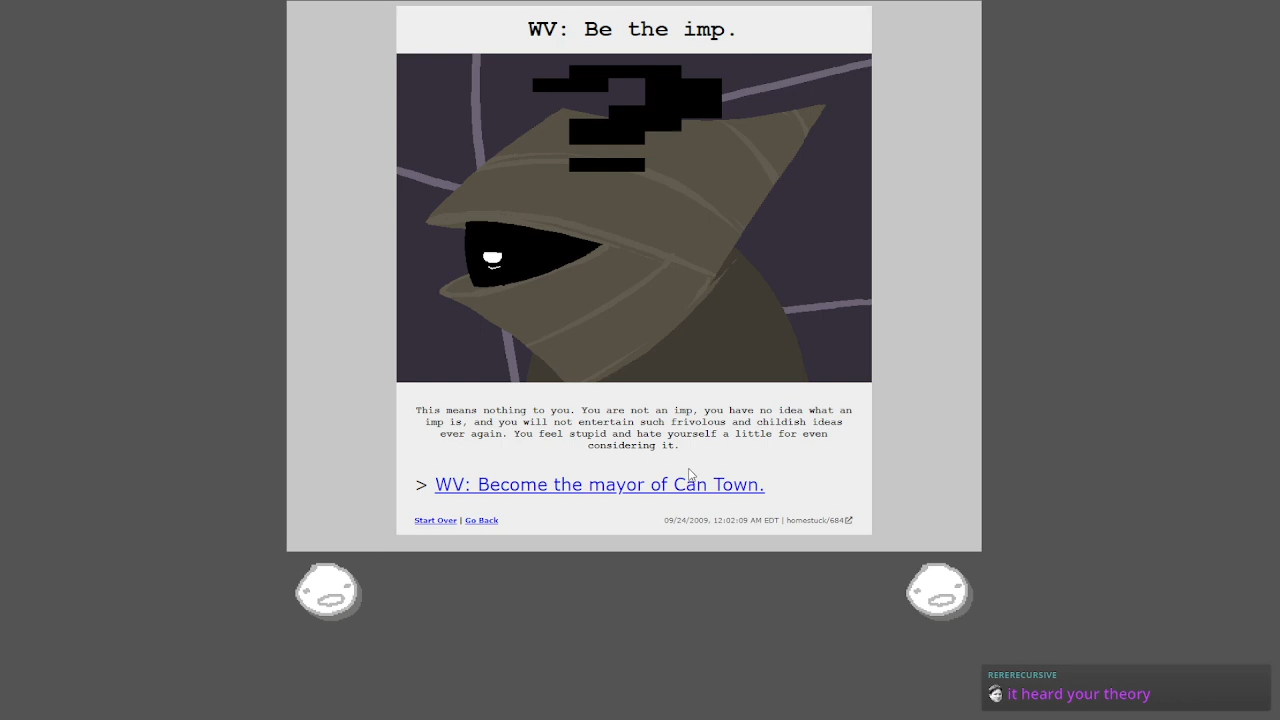 WV: Be the imp.
This means nothing to you. You are not an imp, you have no idea what an
imp is, and you will not entertain such frivolous and childish ideas
ever again. You feel stupid and hate yourself a little for even
considering it.
> WV: Become the mayor of Can Town.
Start Over | Go Back
09/24/2009, 12:02:09 AM EDT | homestuck/684
RERERECURSIVE
it heard your theory